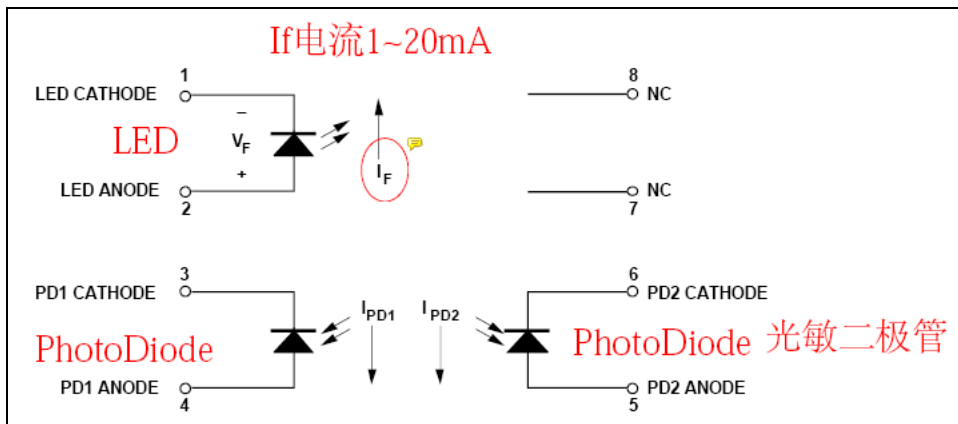 If电流1~20mA
1
8
LED CATHODE
NC
–
LED
VF
+
IF
LED ANODE
NC
2
7
3
6
PD1 CATHODE
PD2 CATHODE
IPD1
IPD2
PhotoDiode
PhotoDiode 光敏二极管
PD1 ANODE
PD2 ANODE
4
5